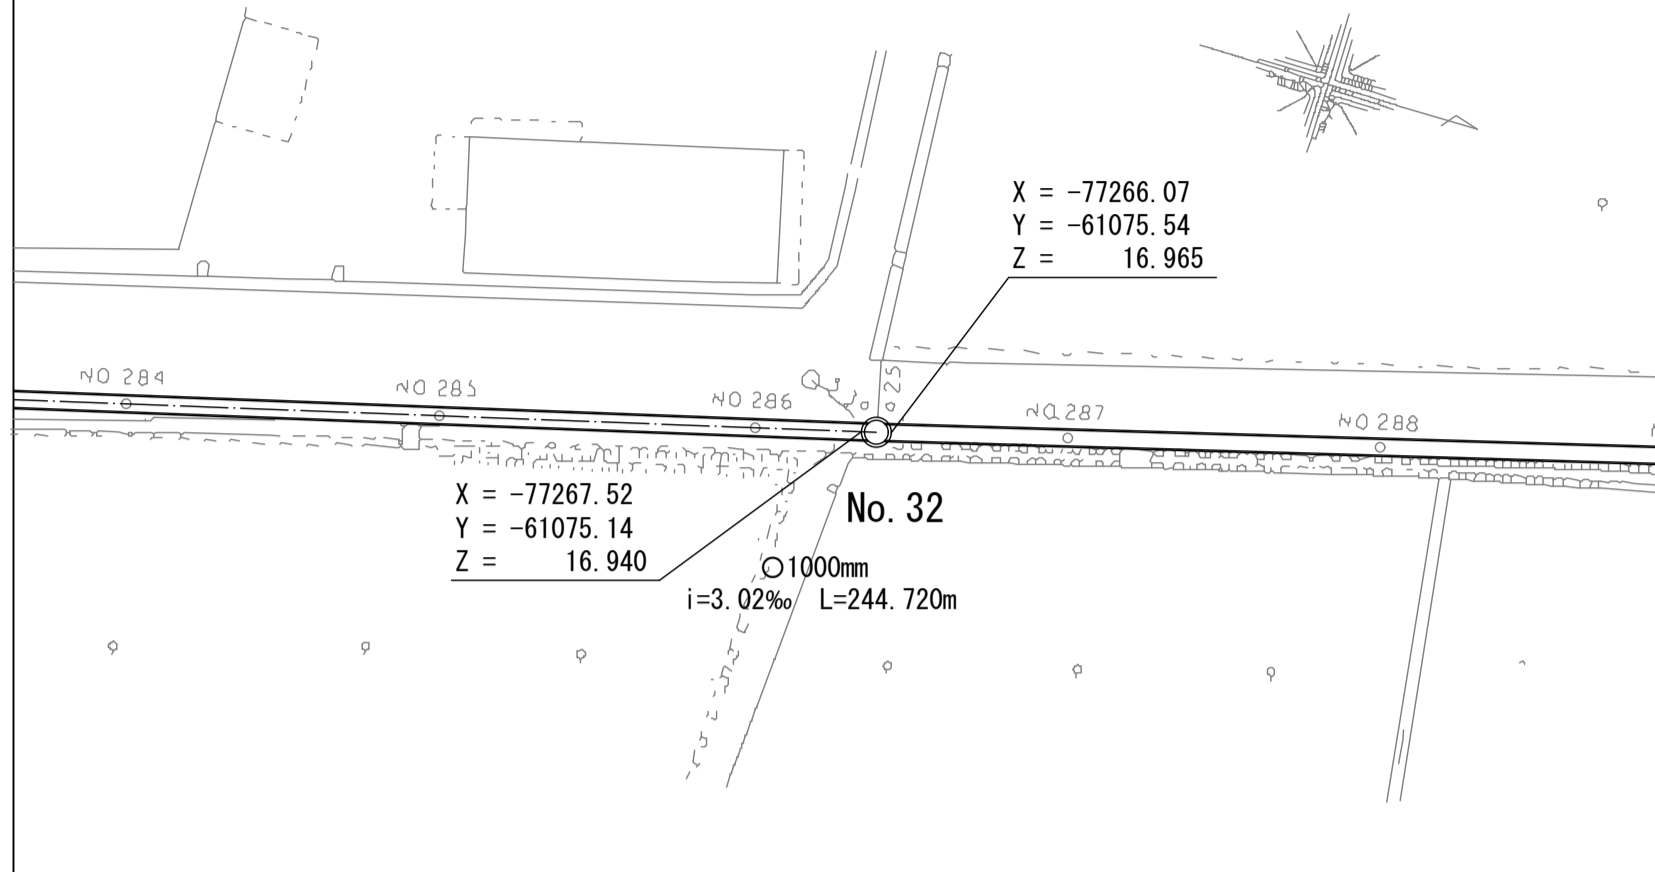 X = -77266.07
Y = -61075.54
Z = 16.965
NO 284
NO 285
NO 286
25
NO 287
NO 288
X = -77267.52
Y = -61075.14
Z = 16.940
No. 32
○1000mm
i=3.02‰ L=244.720m